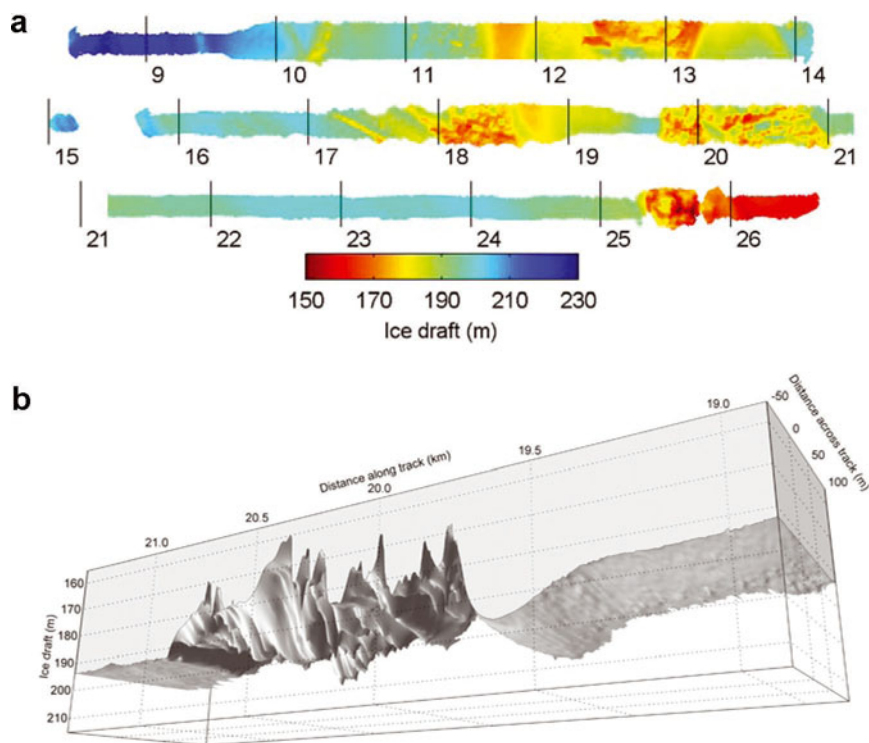 a
9 10 11 12 13 14
15 16 17 18 19 20 21
21 22 23 24 25 26
150 170 190 210 230
Ice draft (m)
b
Distance along track (km)
21.0 20.5 20.0 19.5 19.0
Distance across track (m)
-50 0 50 100
Ice draft (m)
160
170
180
190
200
210